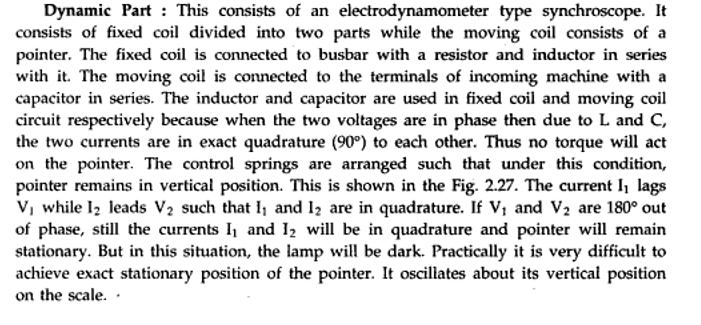 Dynamic Part : This consists of an electrodynamometer type synchroscope. It
consists of fixed coil divided into two parts while the moving coil consists of a
pointer. The fixed coil is connected to busbar with a resistor and inductor in series
with it. The moving coil is connected to the terminals of incoming machine with a
capacitor in series. The inductor and capacitor are used in fixed coil and moving coil
circuit respectively because when the two voltages are in phase then due to L and C,
the two currents are in exact quadrature (90°) to each other. Thus no torque will act
on the pointer. The control springs are arranged such that under this condition,
pointer remains in vertical position. This is shown in the Fig. 2.27. The current I₁ lags
V₁ while I₂ leads V₂ such that I₁ and I₂ are in quadrature. If V₁ and V₂ are 180° out
of phase, still the currents I₁ and I₂ will be in quadrature and pointer will remain
stationary. But in this situation, the lamp will be dark. Practically it is very difficult to
achieve exact stationary position of the pointer. It oscillates about its vertical position
on the scale.